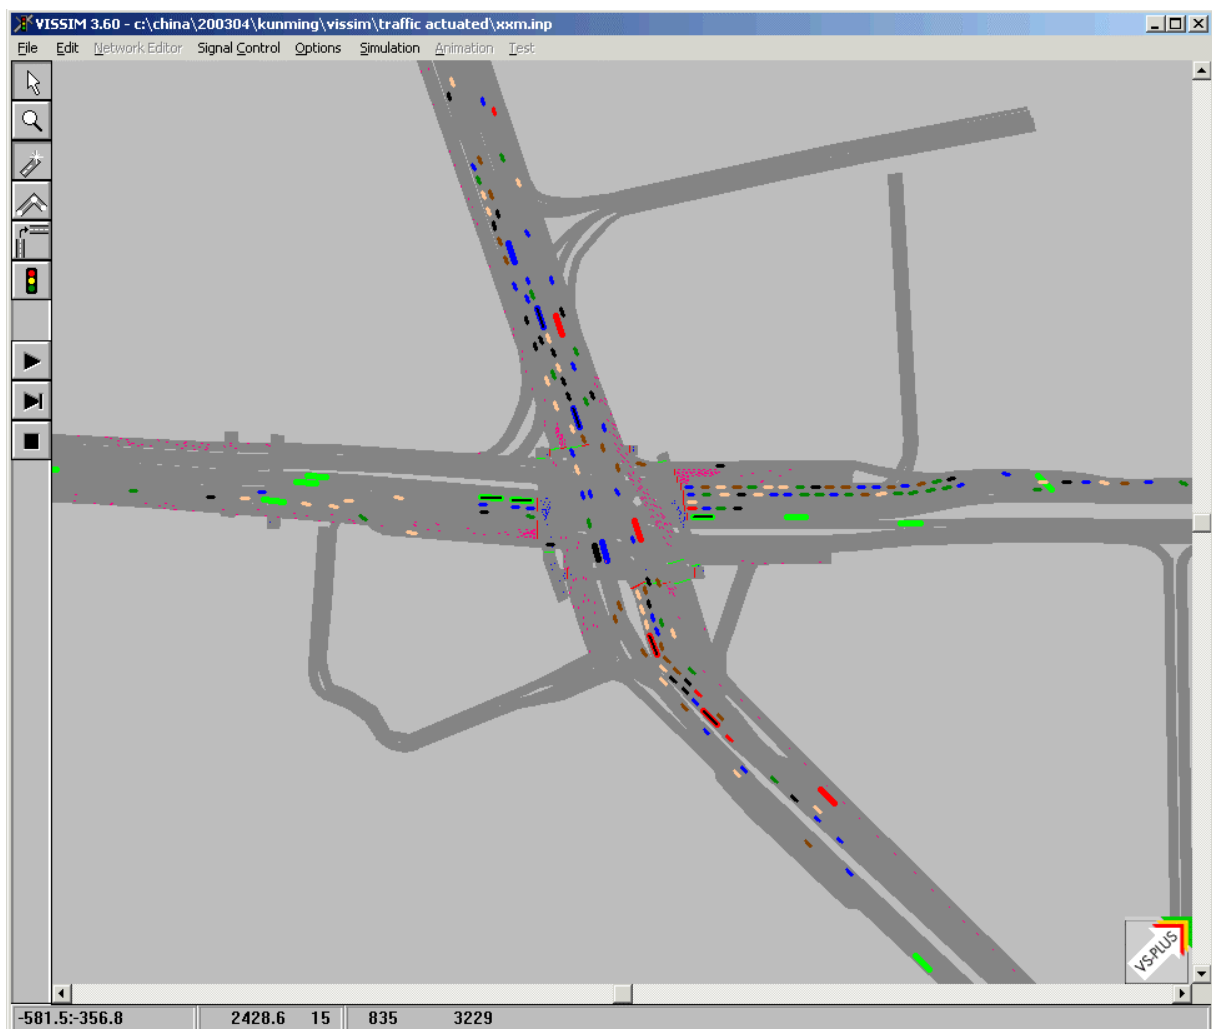 VISSIM 3.60 - c:\china\200304\kunming\vissim\traffic actuated\xxm.inp
File Edit Network Editor Signal Control Options Simulation Animation Test
VS-PLUS
-581.5:-356.8 2428.6 15 835 3229